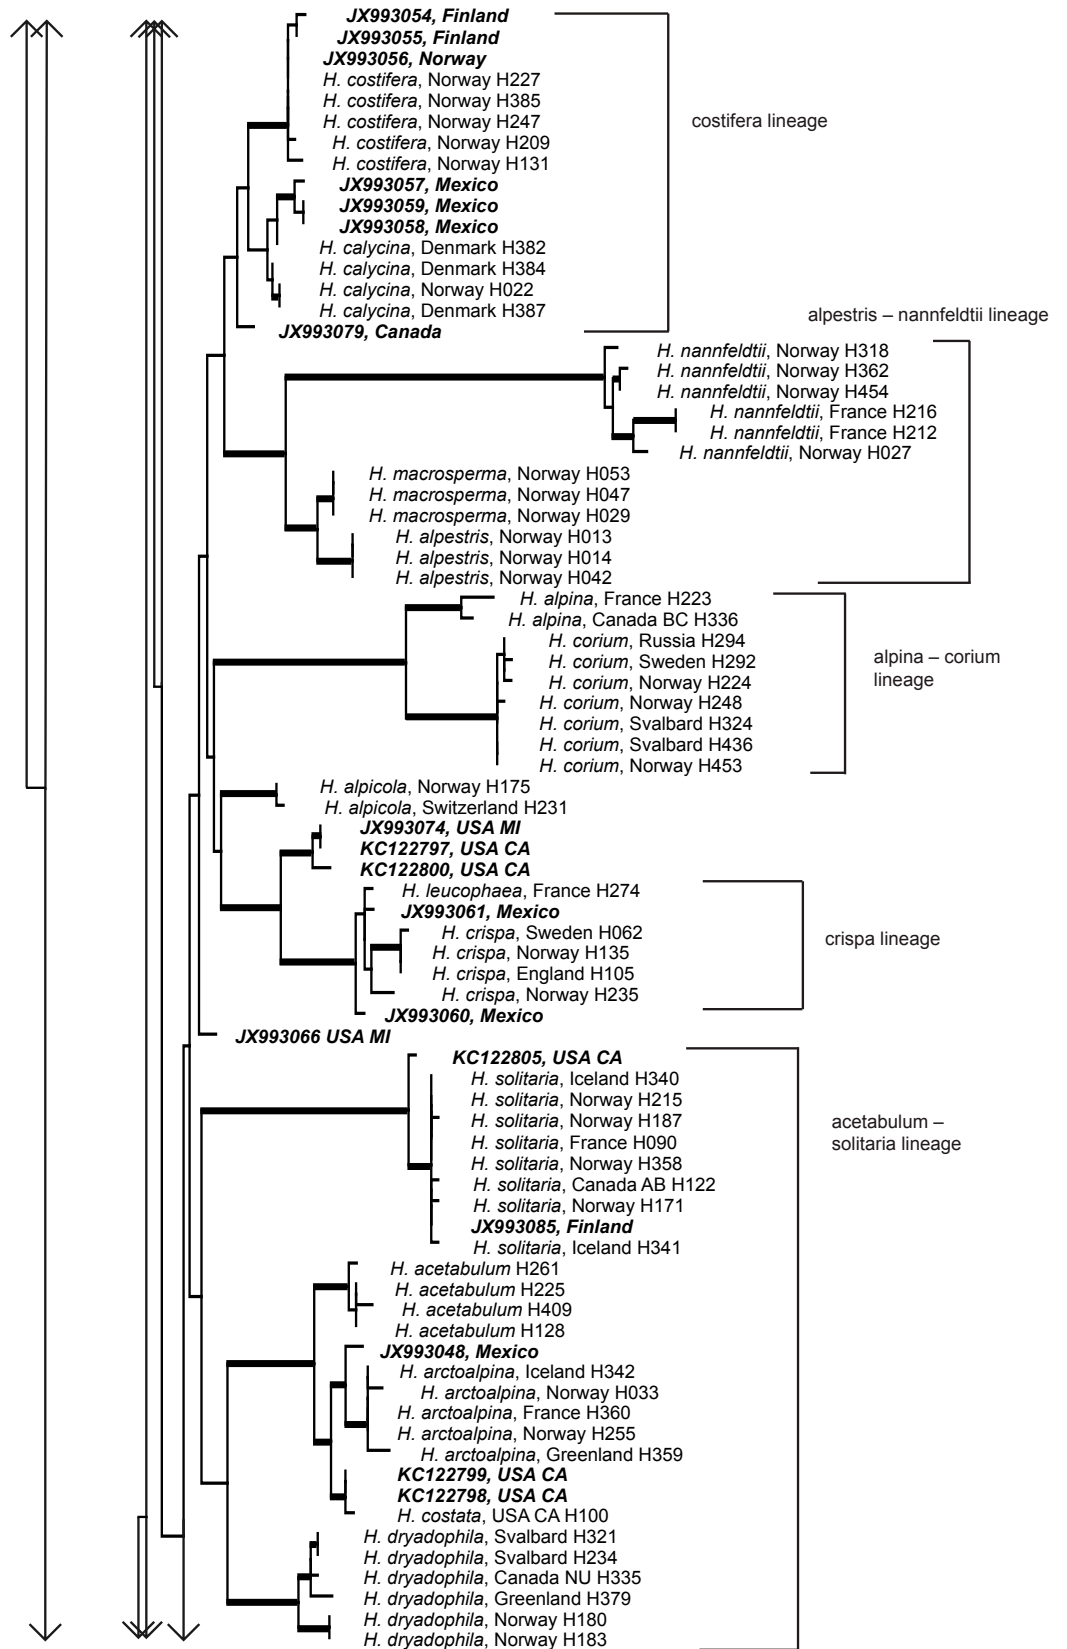 JX993054, Finland
JX993055, Finland
JX993056, Norway
H. costifera, Norway H227
H. costifera, Norway H385
H. costifera, Norway H247
H. costifera, Norway H209
H. costifera, Norway H131
costifera lineage
JX993057, Mexico
JX993059, Mexico
JX993058, Mexico
H. calycina, Denmark H382
H. calycina, Denmark H384
H. calycina, Norway H022
H. calycina, Denmark H387
JX993079, Canada
alpestris – nannfeldtii lineage
H. nannfeldtii, Norway H318
H. nannfeldtii, Norway H362
H. nannfeldtii, Norway H454
H. nannfeldtii, France H216
H. nannfeldtii, France H212
H. nannfeldtii, Norway H027
H. macrosperma, Norway H053
H. macrosperma, Norway H047
H. macrosperma, Norway H029
H. alpestris, Norway H013
H. alpestris, Norway H014
H. alpestris, Norway H042
H. alpina, France H223
H. alpina, Canada BC H336
H. corium, Russia H294
H. corium, Sweden H292
H. corium, Norway H224
H. corium, Norway H248
H. corium, Svalbard H324
H. corium, Svalbard H436
H. corium, Norway H453
alpina – corium
lineage
H. alpicola, Norway H175
H. alpicola, Switzerland H231
JX993074, USA MI
KC122797, USA CA
KC122800, USA CA
H. leucophaea, France H274
JX993061, Mexico
H. crispa, Sweden H062
H. crispa, Norway H135
H. crispa, England H105
H. crispa, Norway H235
JX993060, Mexico
crispa lineage
JX993066 USA MI
KC122805, USA CA
H. solitaria, Iceland H340
H. solitaria, Norway H215
H. solitaria, Norway H187
H. solitaria, France H090
H. solitaria, Norway H358
H. solitaria, Canada AB H122
H. solitaria, Norway H171
JX993085, Finland
H. solitaria, Iceland H341
acetabulum –
solitaria lineage
H. acetabulum H261
H. acetabulum H225
H. acetabulum H409
H. acetabulum H128
JX993048, Mexico
H. arctoalpina, Iceland H342
H. arctoalpina, Norway H033
H. arctoalpina, France H360
H. arctoalpina, Norway H255
H. arctoalpina, Greenland H359
KC122799, USA CA
KC122798, USA CA
H. costata, USA CA H100
H. dryadophila, Svalbard H321
H. dryadophila, Svalbard H234
H. dryadophila, Canada NU H335
H. dryadophila, Greenland H379
H. dryadophila, Norway H180
H. dryadophila, Norway H183